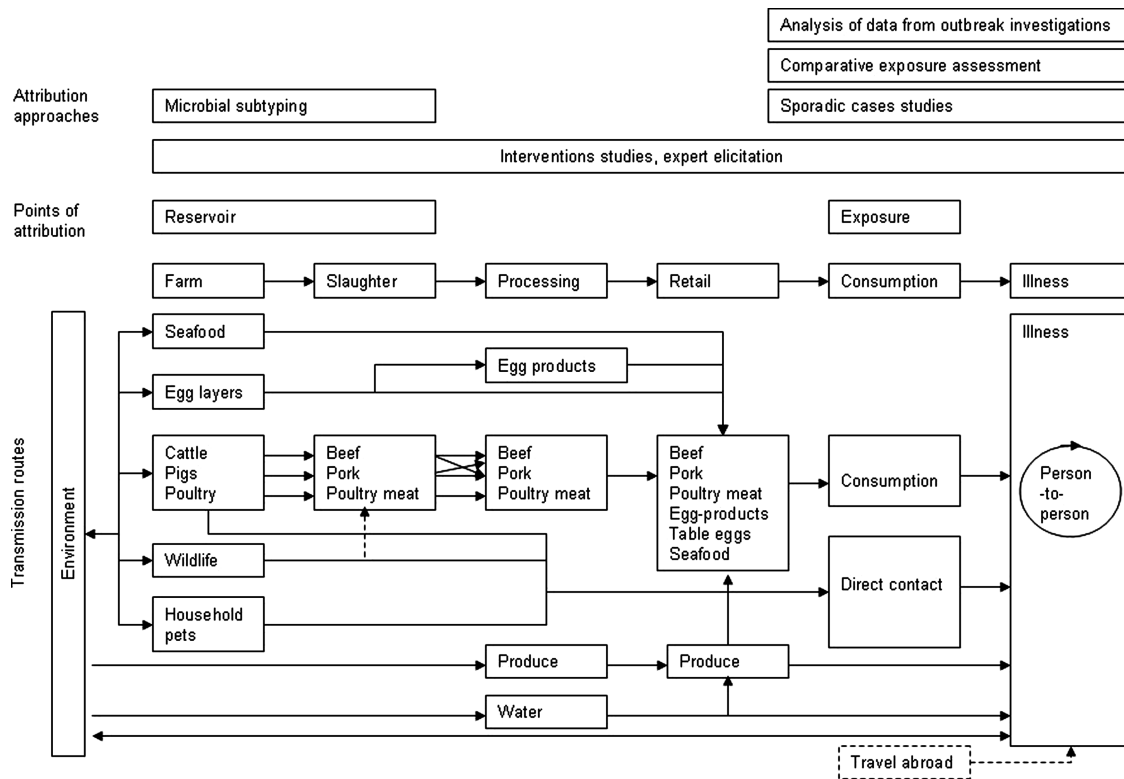 Analysis of data from outbreak investigations
Comparative exposure assessment
Attribution
approaches
Microbial subtyping
Sporadic cases studies
Interventions studies, expert elicitation
Points of
attribution
Reservoir
Exposure
Farm
Slaughter
Processing
Retail
Consumption
Illness
Transmission routes
Environment
Seafood
Egg products
Egg layers
Cattle
Pigs
Poultry
Beef
Pork
Poultry meat
Beef
Pork
Poultry meat
Beef
Pork
Poultry meat
Egg-products
Table eggs
Seafood
Consumption
Illness
Person
-to-
person
Wildlife
Household
pets
Direct contact
Produce
Produce
Water
Travel abroad